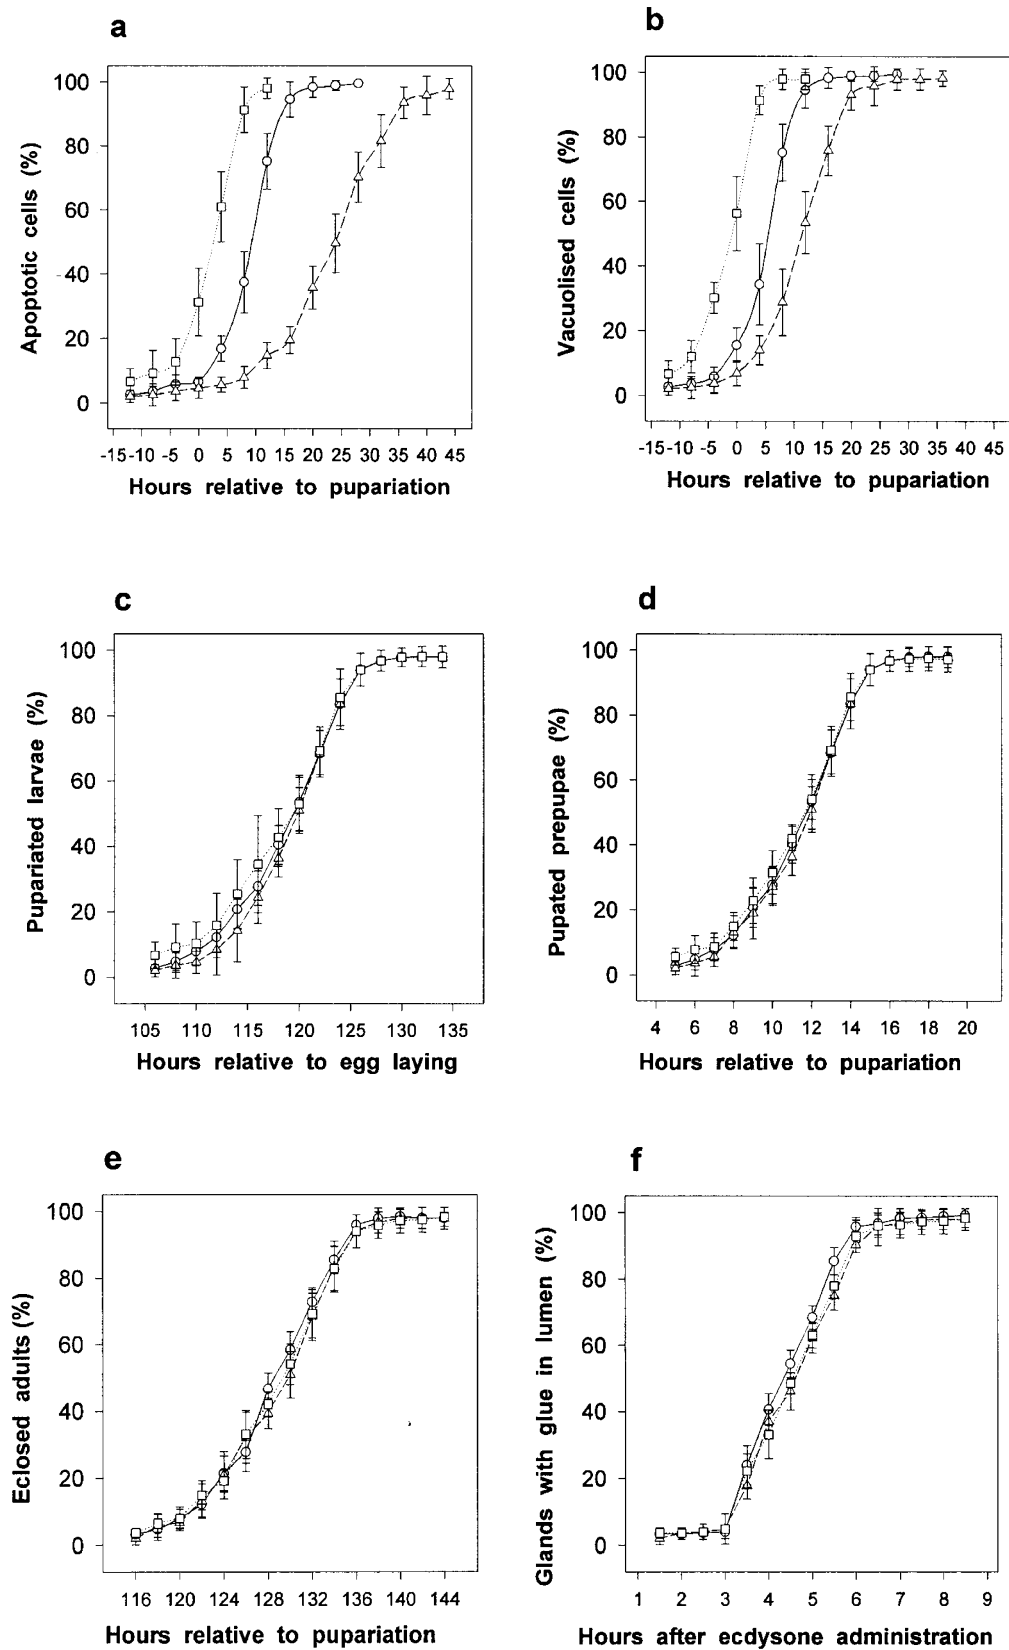 a
100
80
60
40
20
0
Apoptotic cells (%)
-15 -10 -5 0 5 10 15 20 25 30 35 40 45
Hours relative to pupariation
b
100
80
60
40
20
0
Vacuolised cells (%)
-15 -10 -5 0 5 10 15 20 25 30 35 40 45
Hours relative to pupariation
c
100
80
60
40
20
0
Pupariated larvae (%)
105 110 115 120 125 130 135
Hours relative to egg laying
d
100
80
60
40
20
0
Pupated prepupae (%)
4 6 8 10 12 14 16 18 20
Hours relative to pupariation
e
100
80
60
40
20
0
Eclosed adults (%)
116 120 124 128 132 136 140 144
Hours relative to pupariation
f
100
80
60
40
20
0
Glands with glue in lumen (%)
1 2 3 4 5 6 7 8 9
Hours after ecdysone administration